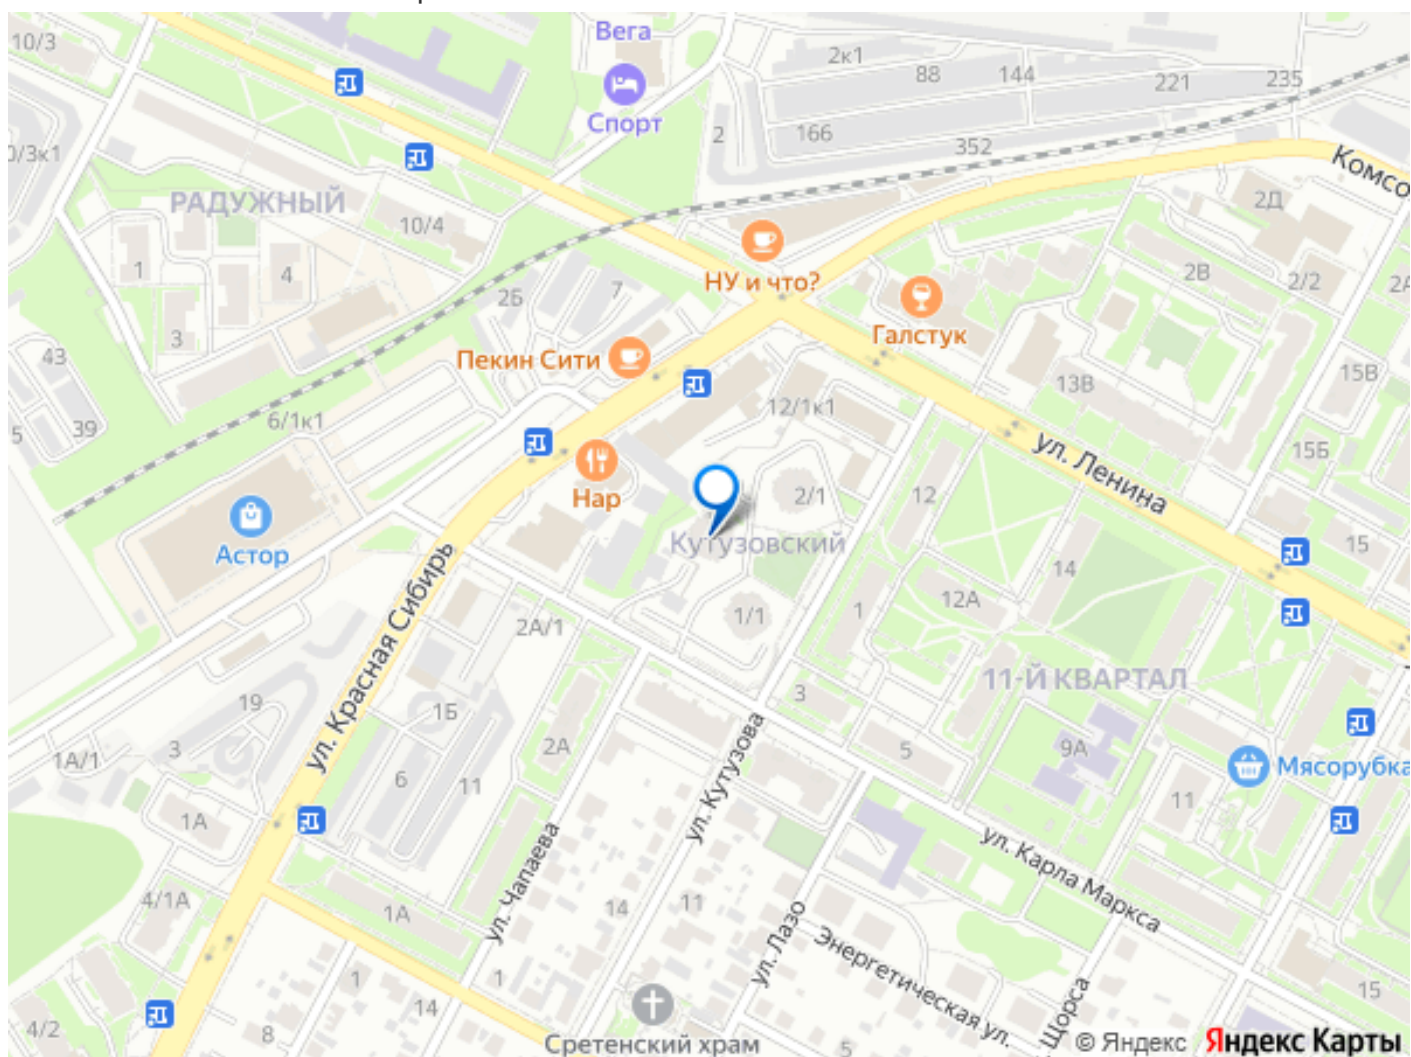 10/3
Вега
Спорт
2к1
88
144
221
235
2
166
352
Комсо
0/3к1
РАДУЖНЫЙ
10/4
2Д
1
4
2Б
7
НУ и что?
2В
2/2
2А
3
Галстук
43
Пекин Сити
13В
15В
5
39
6/1к1
12/1к1
ул. Ленина
15Б
Нар
2/1
12
Астор
Кутузовский
15
14
12А
ул. Красная Сибирь
2А/1
1/1
1
11-Й КВАРТАЛ
19
1Б
3
1А/1
3
2А
5
9А
6
11
Мясорубка
11
1А
ул. Кутузова
ул. Чапаева
ул. Карла Маркса
4/1А
1А
14
11
ул. Лазо
Энергетическая ул.
1
14
1
15
4/2
8
Сретенский храм
5
Щорса
© Яндекс Яндекс Карты